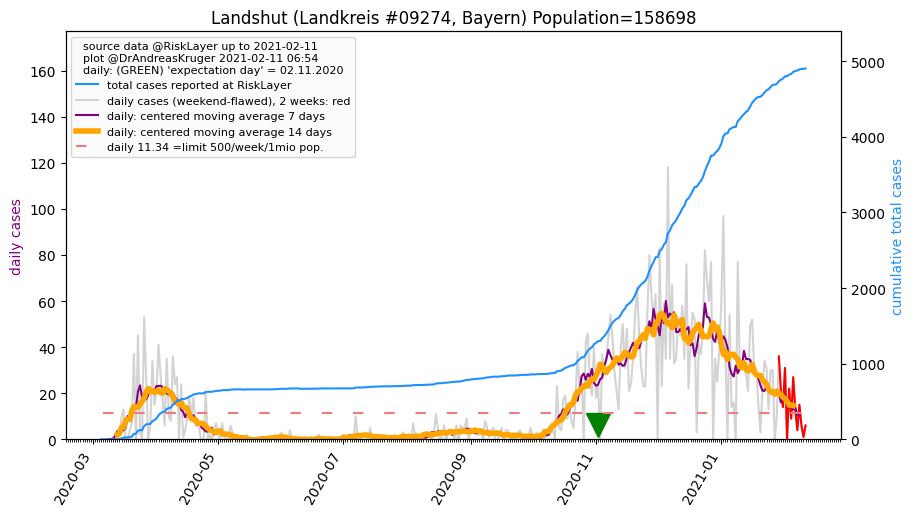 Landshut (Landkreis #09274, Bayern) Population=158698
source data @RiskLayer up to 2021-02-11
plot @DrAndreasKruger 2021-02-11 06:54
daily: (GREEN) 'expectation day' = 02.11.2020
total cases reported at RiskLayer
daily cases (weekend-flawed), 2 weeks: red
daily: centered moving average 7 days
daily: centered moving average 14 days
daily 11.34 =limit 500/week/1mio pop.
daily cases
160
140
120
100
80
60
40
20
0
cumulative total cases
5000
4000
3000
2000
1000
0
2020-03
2020-05
2020-07
2020-09
2020-11
2021-01